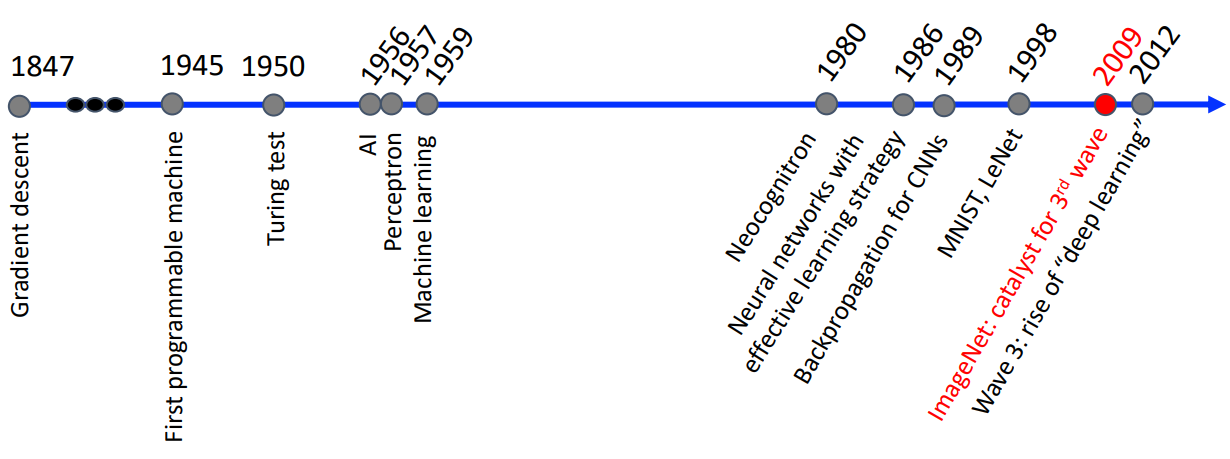 1847
1945
1950
1956
1957
1959
1980
1986
1989
1998
2009
2012
Gradient descent
First programmable machine
Turing test
AI
Perceptron
Machine learning
Neocognitron
Neural networks with
effective learning strategy
Backpropagation for CNNs
MNIST, LeNet
ImageNet: catalyst for 3rd wave
Wave 3: rise of “deep learning”